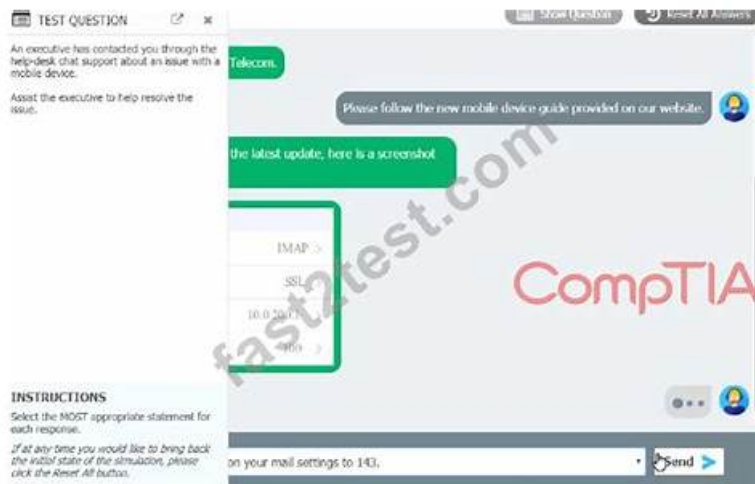 TEST QUESTION
Show Question
Reset All Answers
An executive has contacted you through the
help-desk chat support about an issue with a
mobile device.
Assist the executive to help resolve the
issue.
Telecom.
Please follow the new mobile device guide provided on our website.
the latest update, here is a screenshot
IMAP
SSL
fast2test.com
CompTIA
INSTRUCTIONS
Select the MOST appropriate statement for
each response.
If at any time you would like to bring back
the initial state of the simulation, please
click the Reset All button.
on your mail settings to 143.
Send